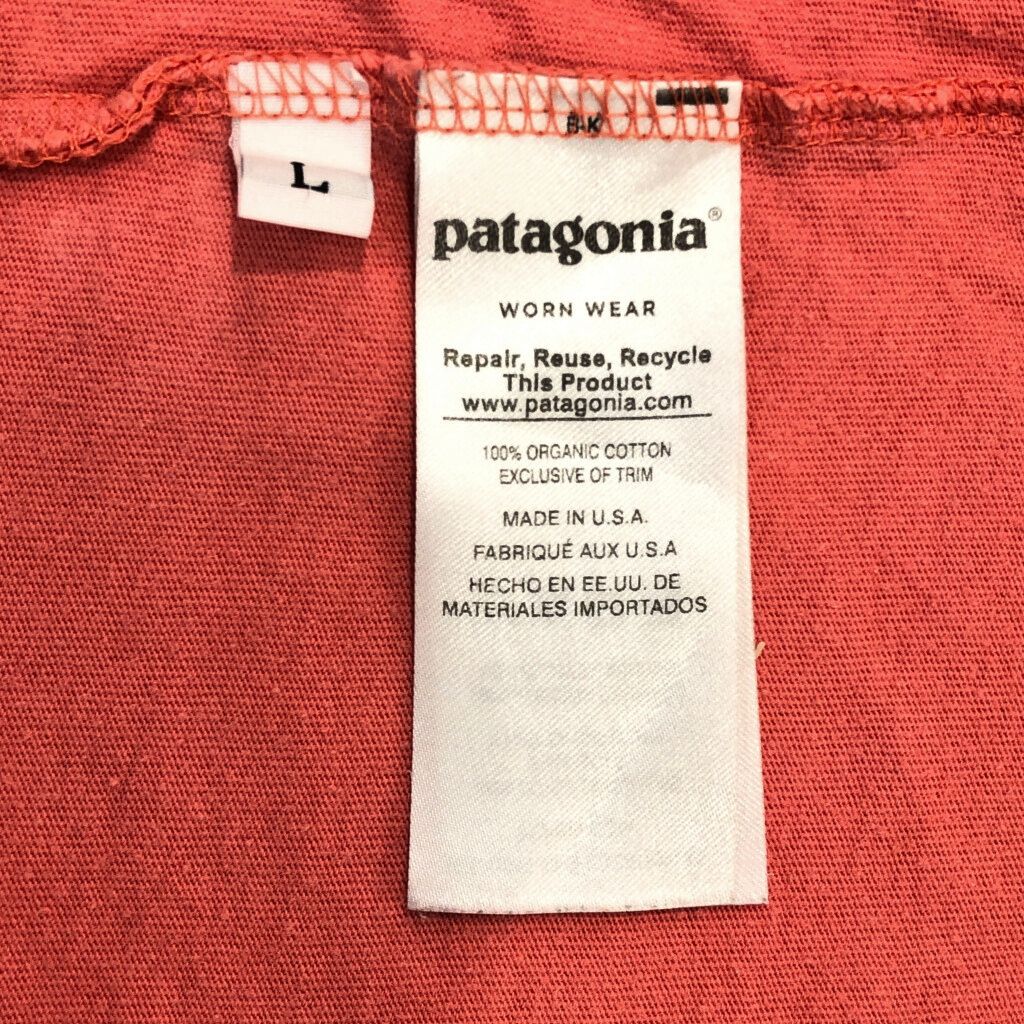 L
patagonia®
WORN WEAR
Repair, Reuse, Recycle
This Product
www.patagonia.com
100% ORGANIC COTTON
EXCLUSIVE OF TRIM
MADE IN U.S.A.
FABRIQUÉ AUX U.S.A
HECHO EN EE.UU. DE
MATERIALES IMPORTADOS